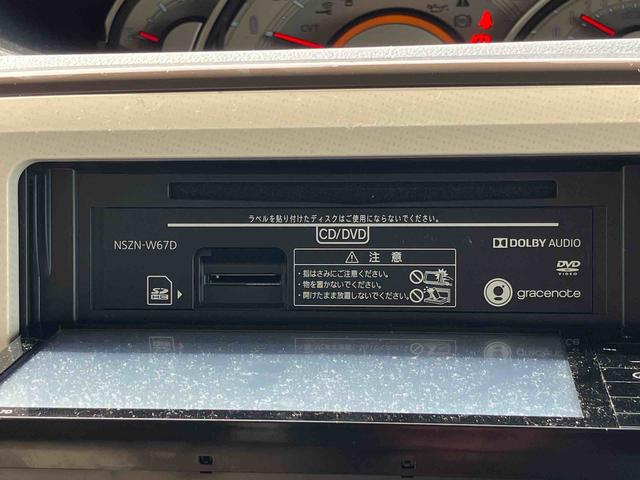 CVT
ラベルを貼り付けたディスクはご使用にならないでください。
CD/DVD
NSZN-W67D
DOLBY AUDIO
注意
・指はさみにご注意ください。
・物を置かないでください。
・開けたまま放置しないでください。
SD
HC
DVD
VIDEO
gracenote